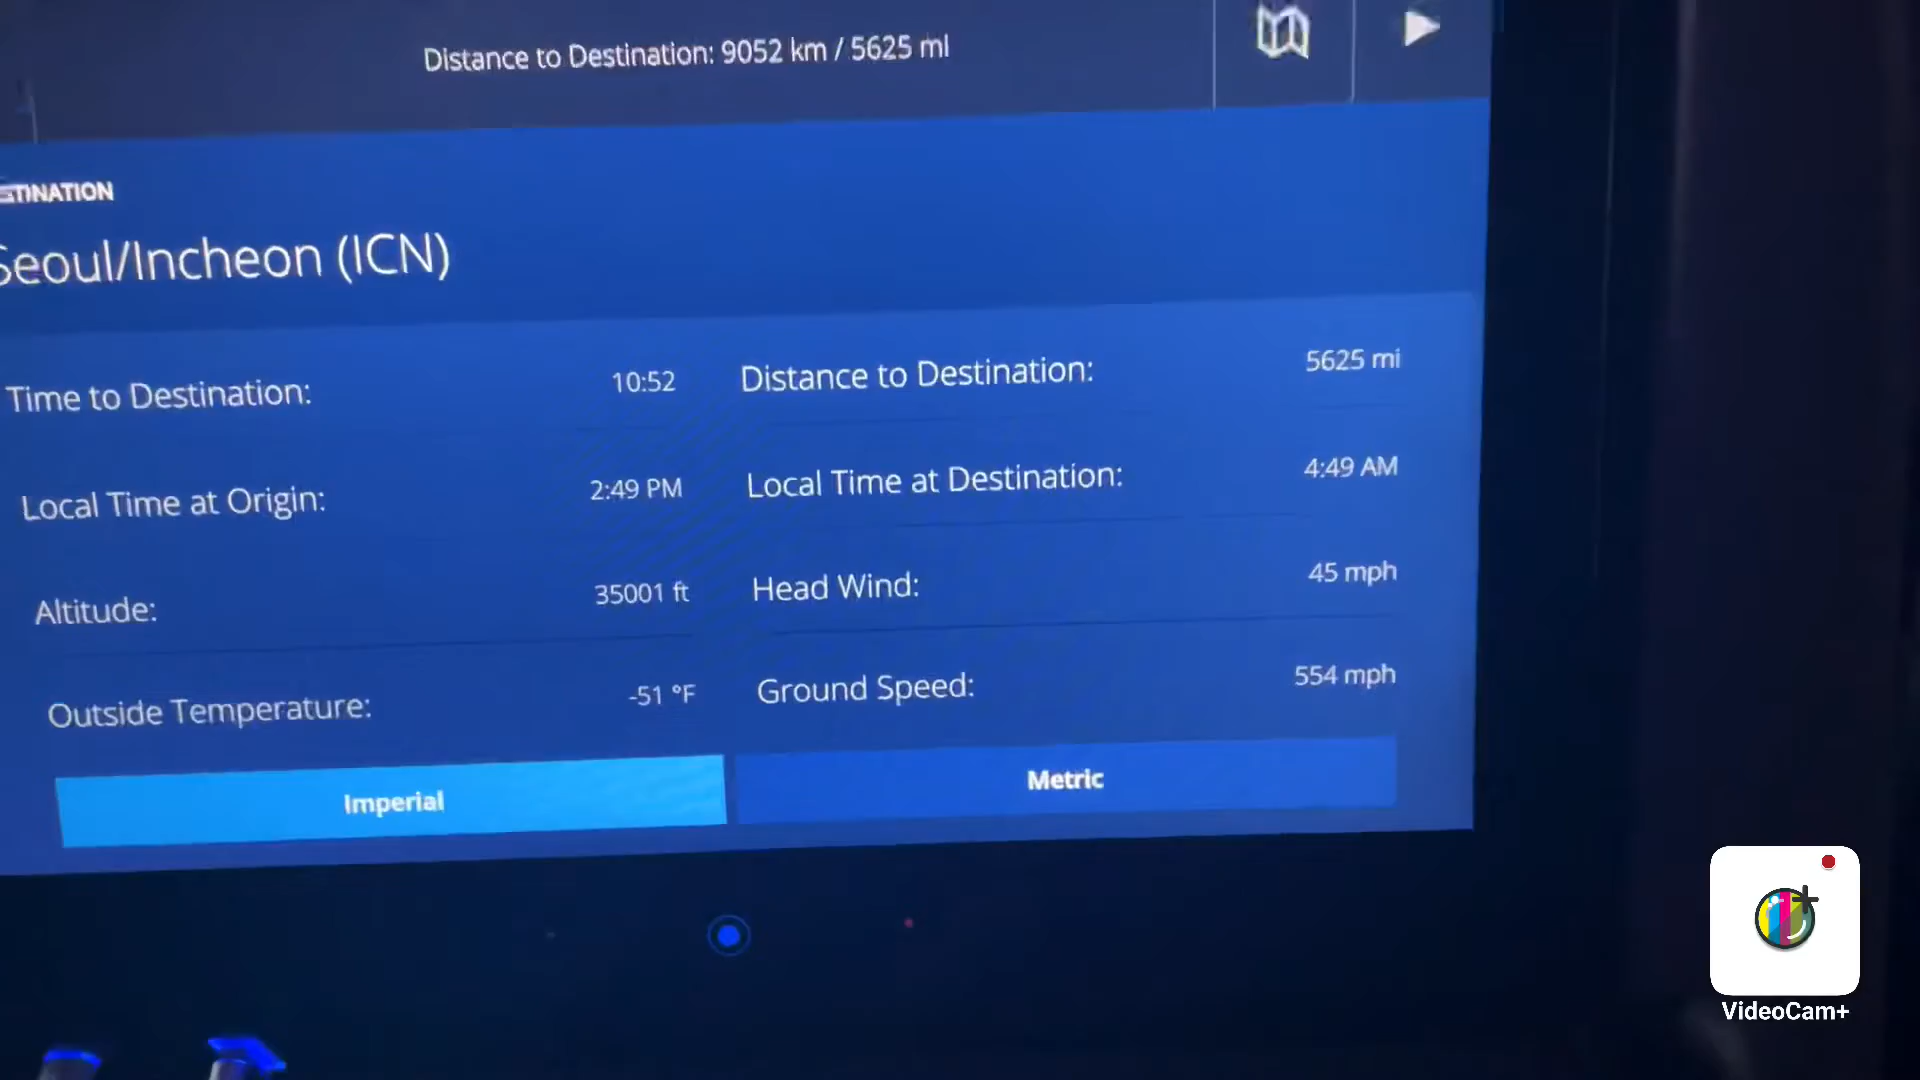 Distance to Destination: 9052 km / 5625 mi
STINATION
Seoul/Incheon (ICN)
Time to Destination: 10:52 Distance to Destination: 5625 mi
Local Time at Origin: 2:49 PM Local Time at Destination: 4:49 AM
Altitude: 35001 ft Head Wind: 45 mph
Outside Temperature: -51 °F Ground Speed: 554 mph
Imperial Metric
VideoCam+